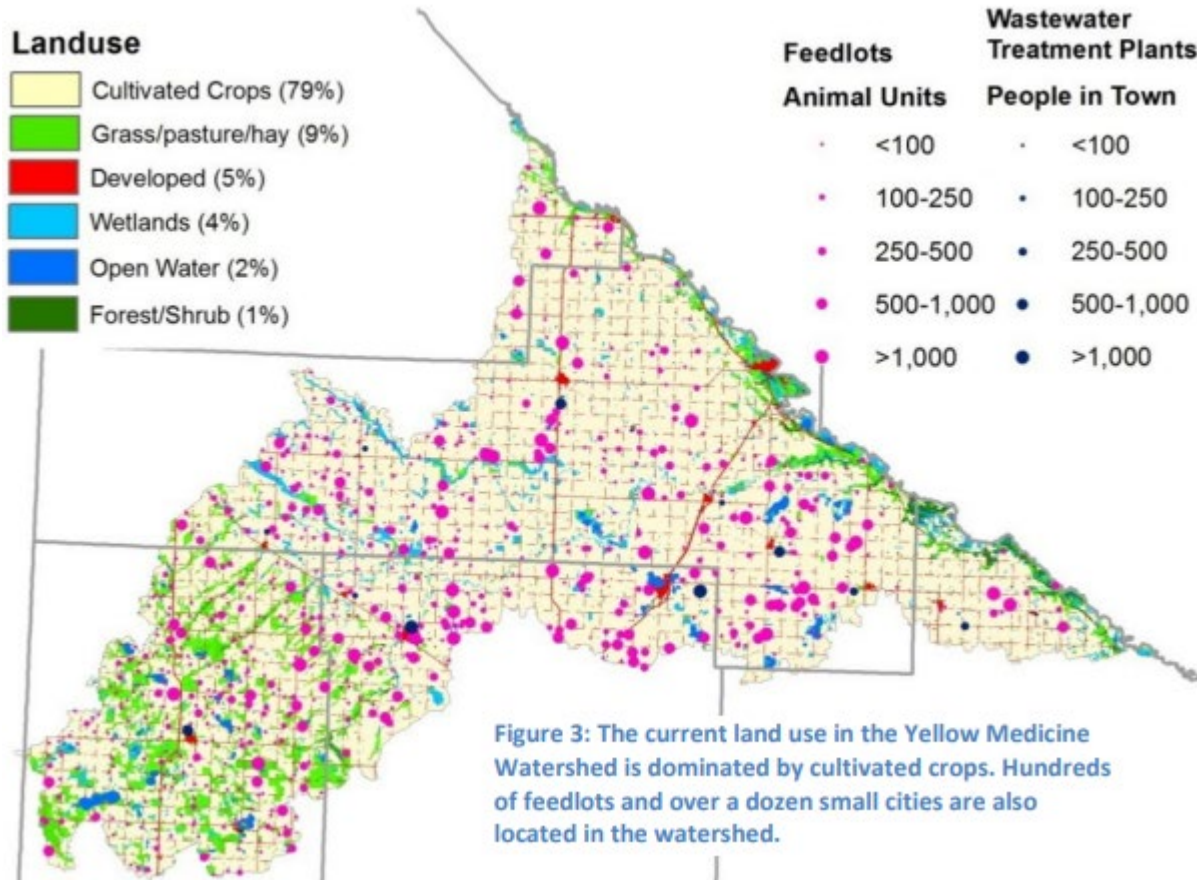 Landuse
Cultivated Crops (79%)
Grass/pasture/hay (9%)
Developed (5%)
Wetlands (4%)
Open Water (2%)
Forest/Shrub (1%)
Feedlots
Animal Units
<100
100-250
250-500
500-1,000
>1,000
Wastewater
Treatment Plants
People in Town
<100
100-250
250-500
500-1,000
>1,000
Figure 3: The current land use in the Yellow Medicine
Watershed is dominated by cultivated crops. Hundreds
of feedlots and over a dozen small cities are also
located in the watershed.